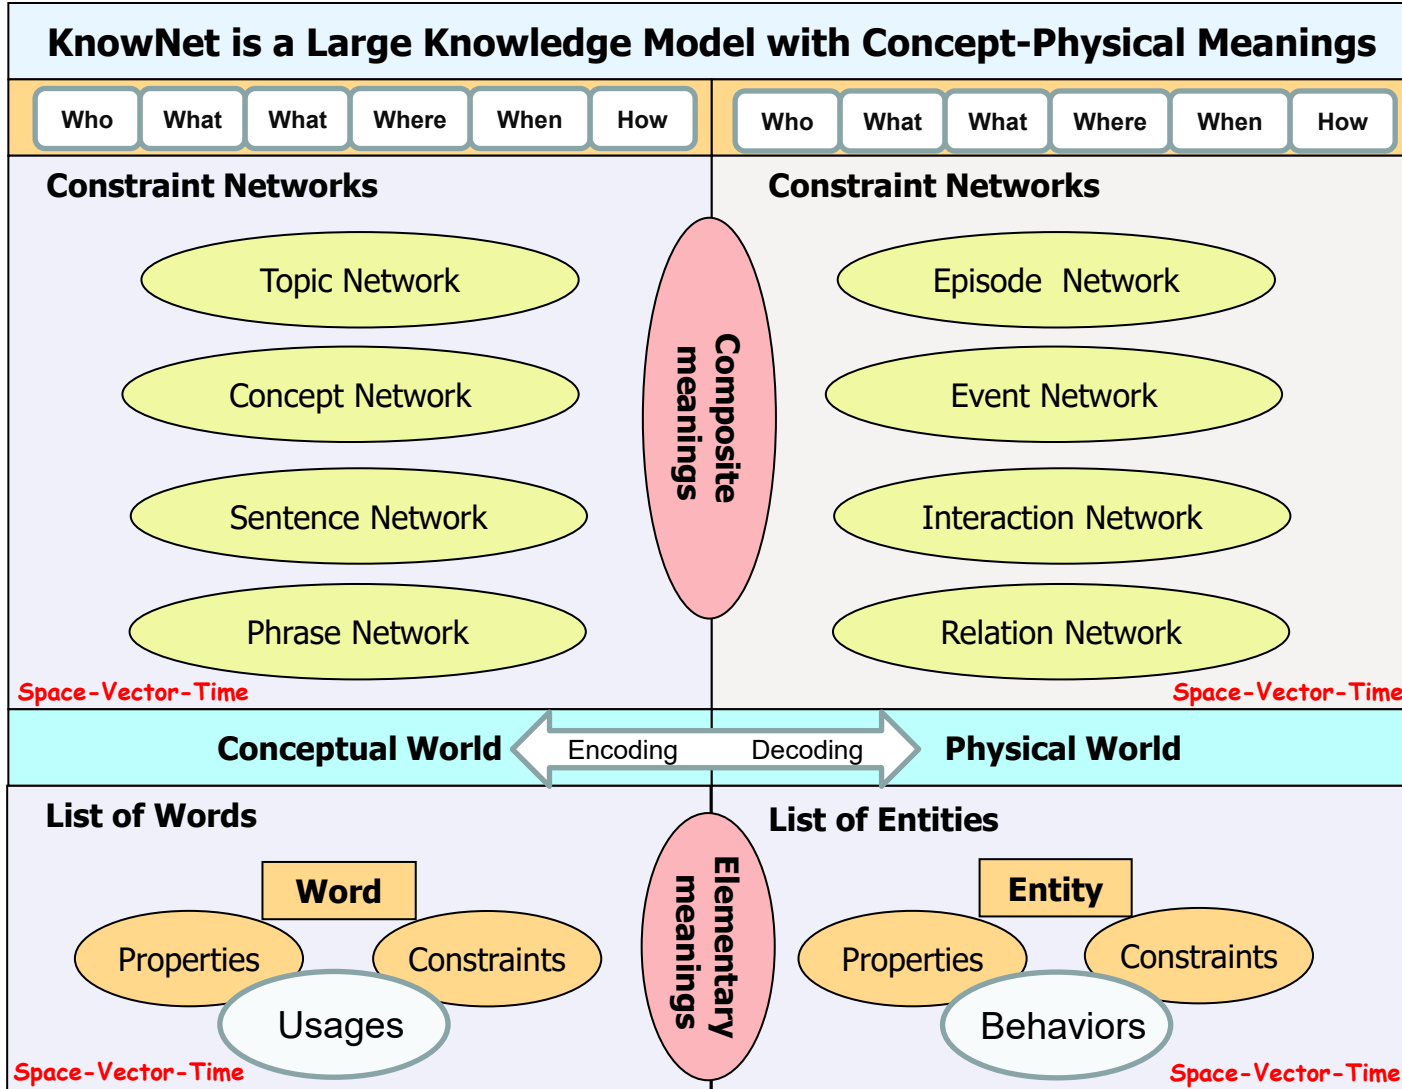 KnowNet is a Large Knowledge Model with Concept-Physical Meanings
Who What What Where When How
Who What What Where When How
Constraint Networks
Topic Network
Concept Network
Sentence Network
Phrase Network
Space-Vector-Time
Composite
meanings
Constraint Networks
Episode Network
Event Network
Interaction Network
Relation Network
Space-Vector-Time
Conceptual World
Encoding
Decoding
Physical World
List of Words
Word
Properties
Constraints
Usages
Space-Vector-Time
Elementary
meanings
List of Entities
Entity
Properties
Constraints
Behaviors
Space-Vector-Time